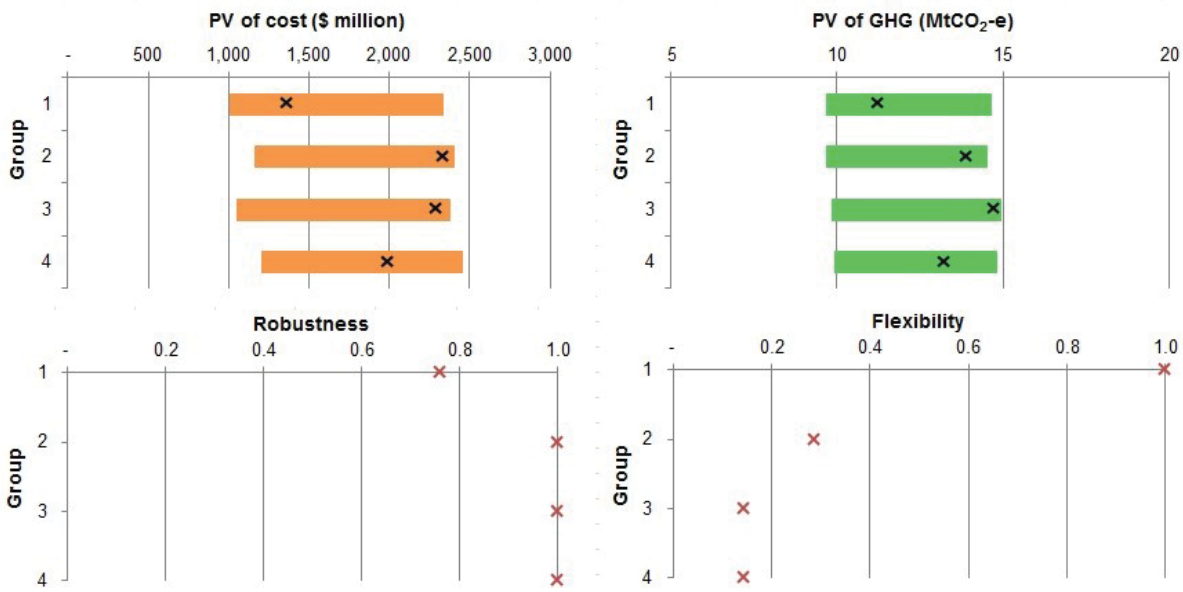 PV of cost ($ million)
- 500 1,000 1,500 2,000 2,500 3,000
Group
1
2
3
4
PV of GHG (MtCO₂-e)
5 10 15 20
Group
1
2
3
4
Robustness
- 0.2 0.4 0.6 0.8 1.0
Group
1
2
3
4
Flexibility
- 0.2 0.4 0.6 0.8 1.0
Group
1
2
3
4